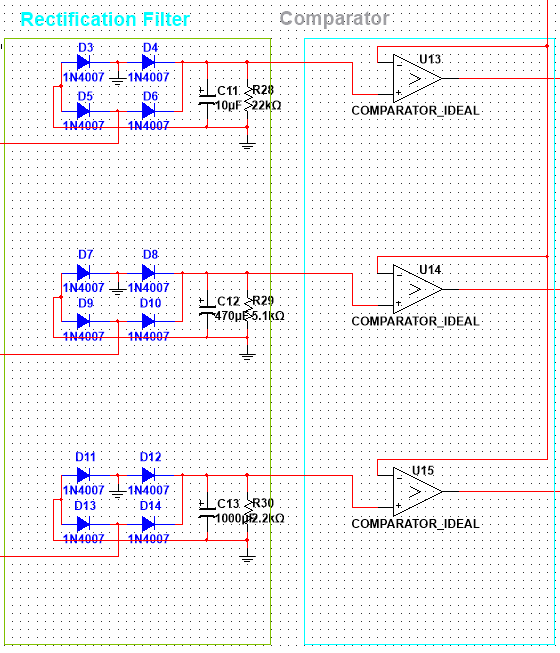 Rectification Filter
Comparator
D3
D4
1N4007
1N4007
D5
D6
1N4007
1N4007
C11
10µF
R28
22kΩ
U13
COMPARATOR_IDEAL
D7
D8
1N4007
1N4007
D9
D10
1N4007
1N4007
C12
470µF
R29
5.1kΩ
U14
COMPARATOR_IDEAL
D11
D12
1N4007
1N4007
D13
D14
1N4007
1N4007
C13
1000µF
R30
2.2kΩ
U15
COMPARATOR_IDEAL